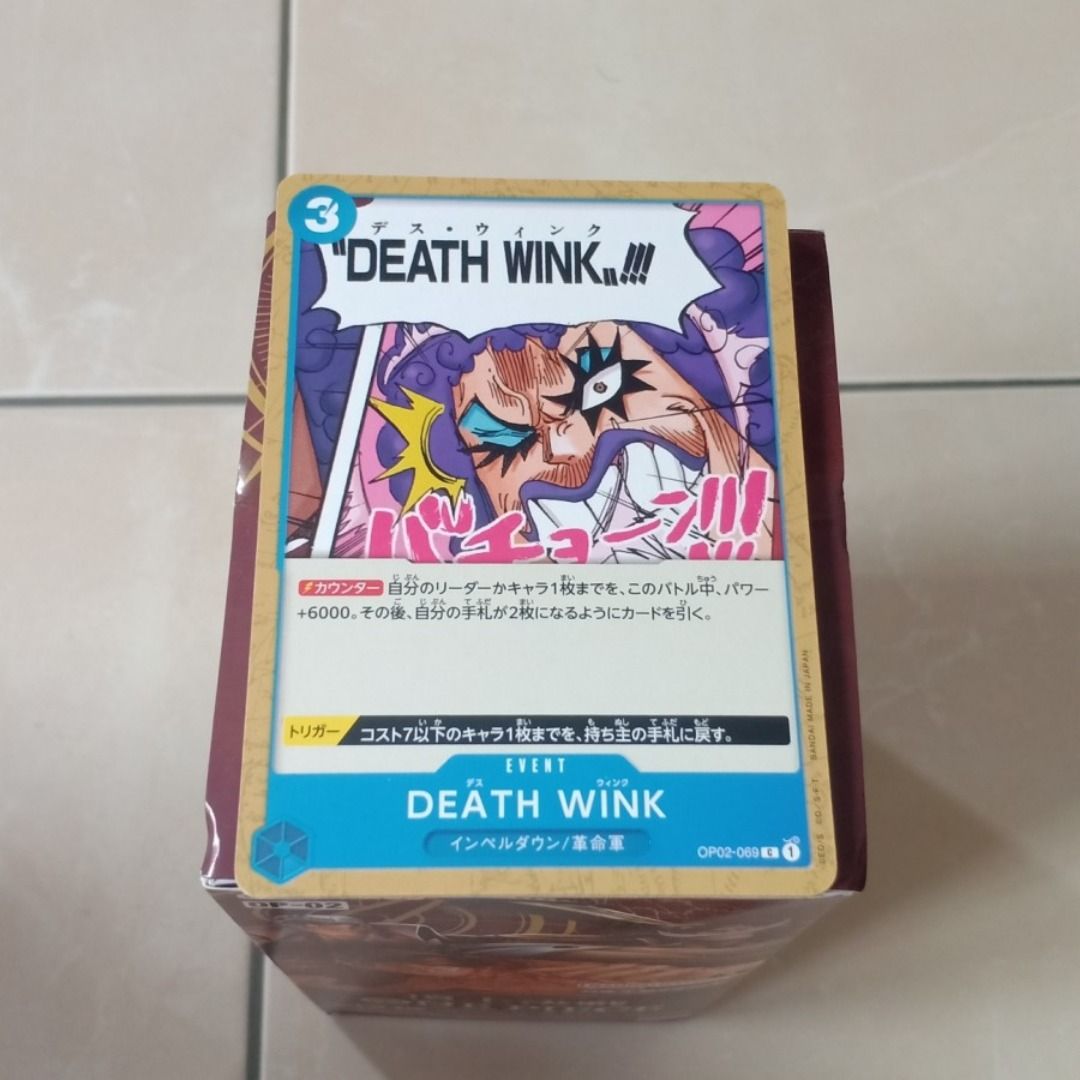 3
デス・ウィンク
"DEATH WINK"!!!
バチョーン!!!
カウンター 自分のリーダーかキャラ1枚までを、このバトル中、パワー
+6000。その後、自分の手札が2枚になるようにカードを引く。
トリガー コスト7以下のキャラ1枚までを、持ち主の手札に戻す。
EVENT
デス ウィンク
DEATH WINK
インペルダウン/革命軍
OP02-069 C 1
BANDAI MADE IN JAPAN
OP-02